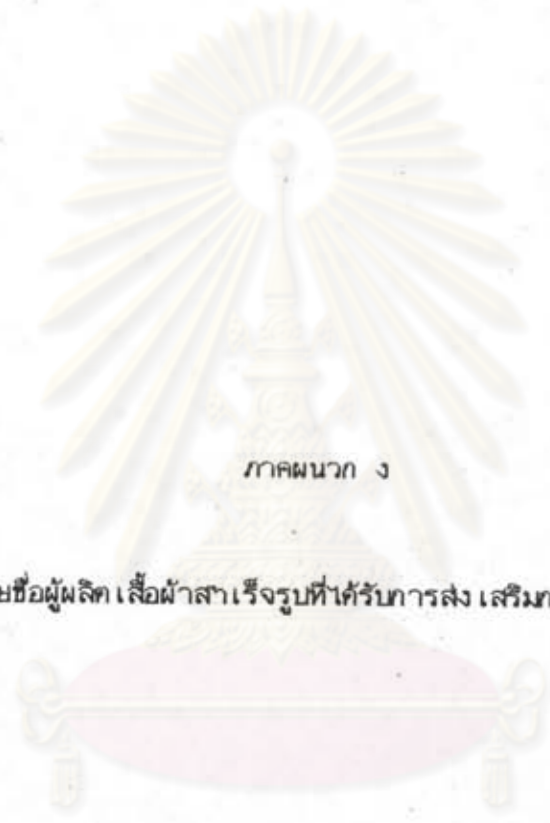 ภาคผนวก ง
ผู้ผลิตเสื้อผ้าสำเร็จรูปที่ได้รับการส่งเสริม